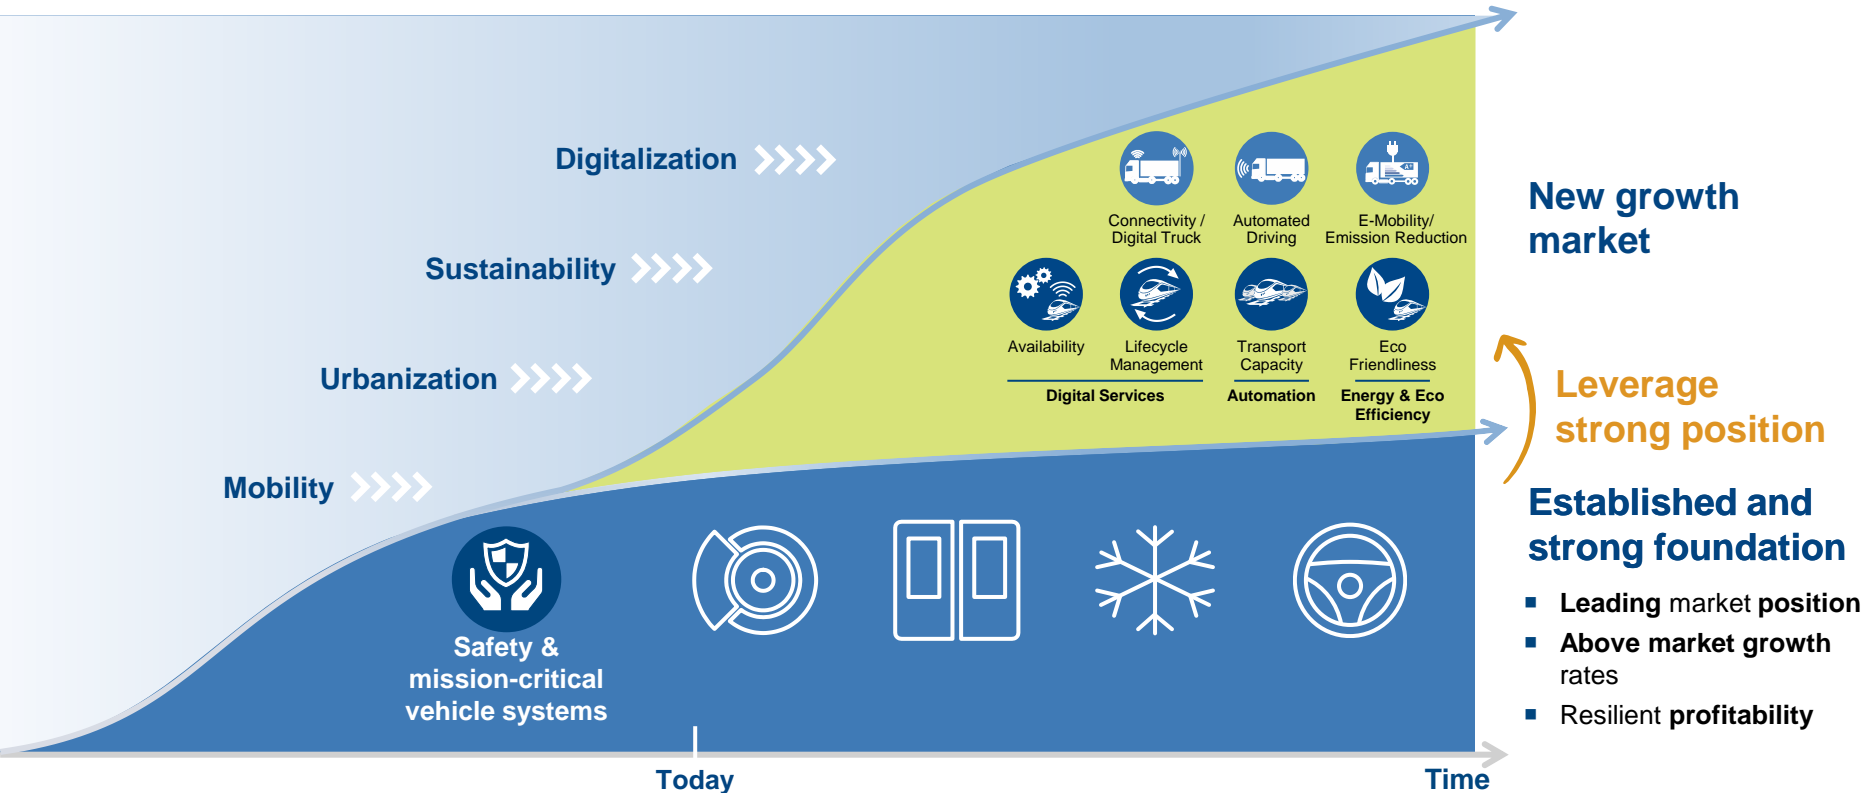 Digitalization
Sustainability
Urbanization
Mobility
Connectivity /
Digital Truck
Automated
Driving
E-Mobility/
Emission Reduction
Availability
Lifecycle
Management
Transport
Capacity
Eco
Friendliness
Digital Services
Automation
Energy & Eco
Efficiency
New growth
market
Leverage
strong position
Established and
strong foundation
Leading market position
Above market growth
rates
Resilient profitability
Safety &
mission-critical
vehicle systems
Today
Time